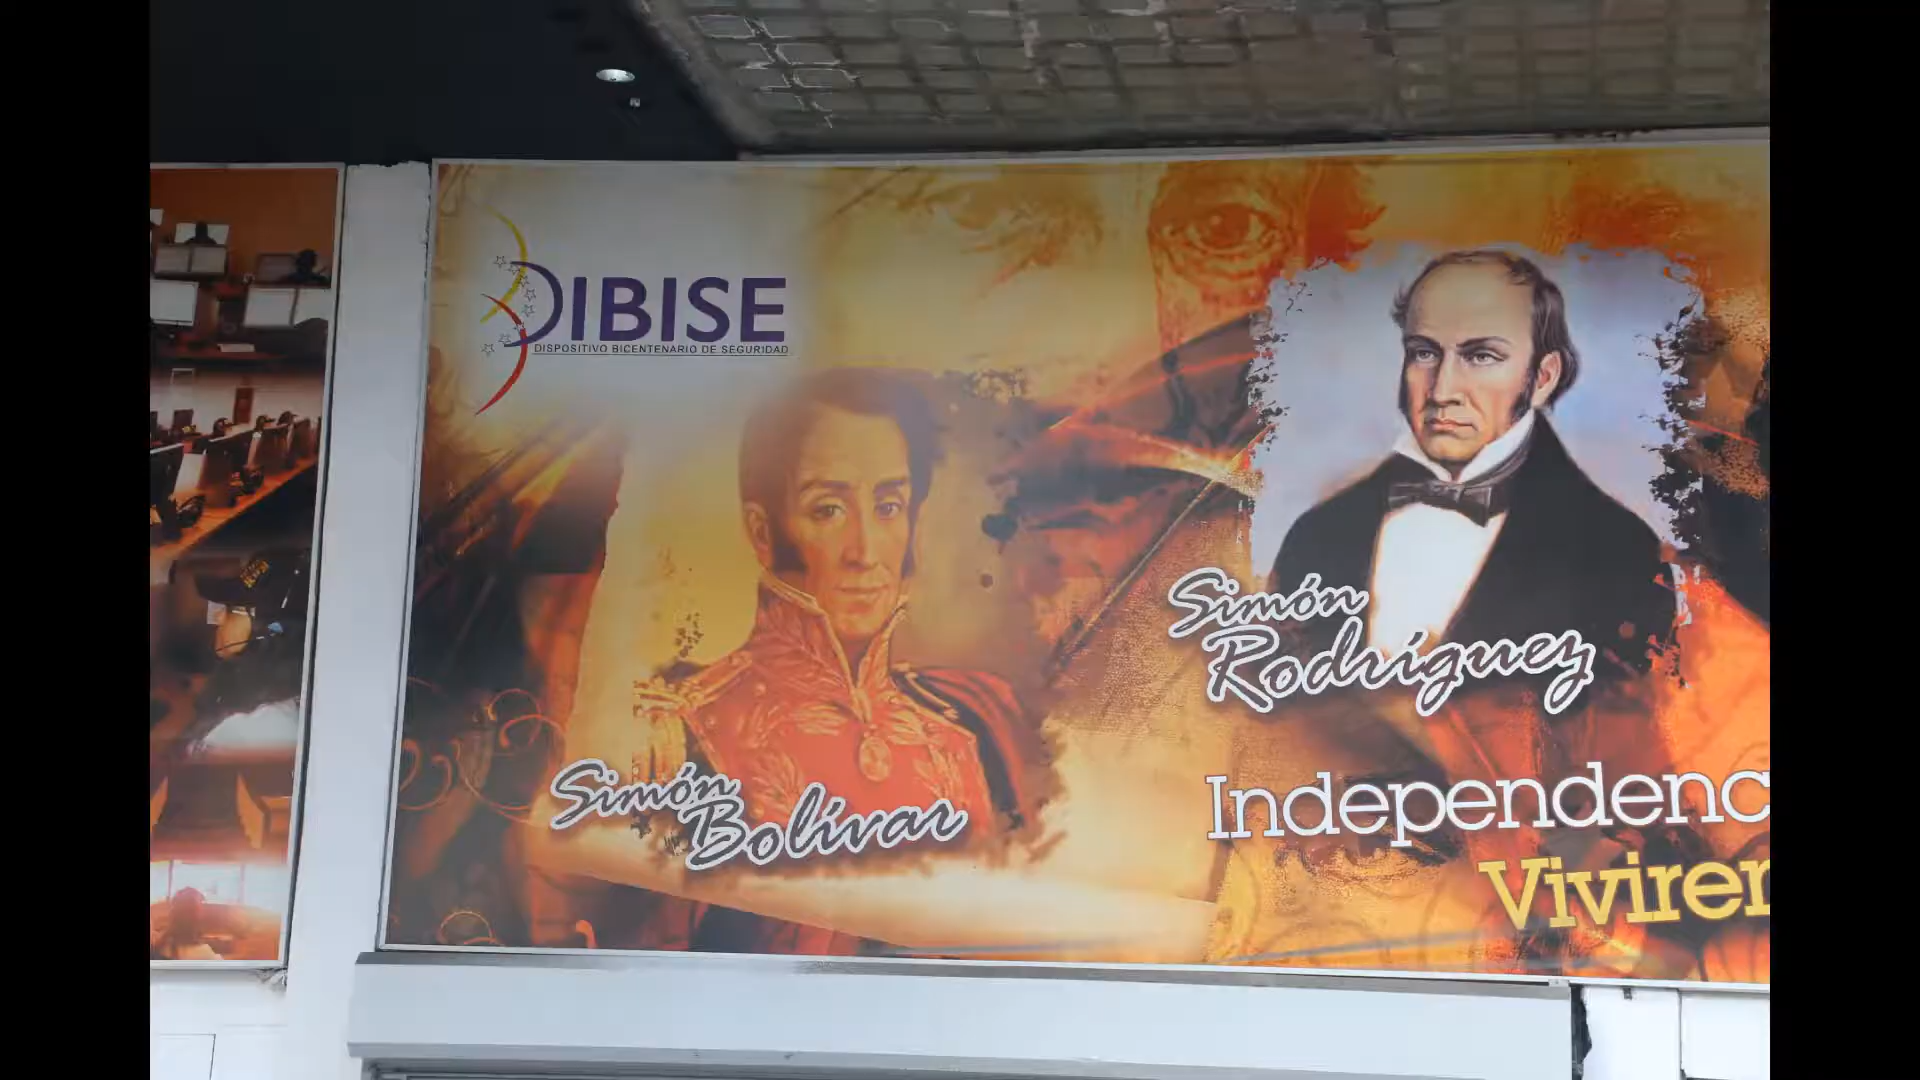 DIBISE
DISPOSITIVO BICENTENARIO DE SEGURIDAD
Simón
Rodríguez
Simón
Bolívar
Independenc
Viviren